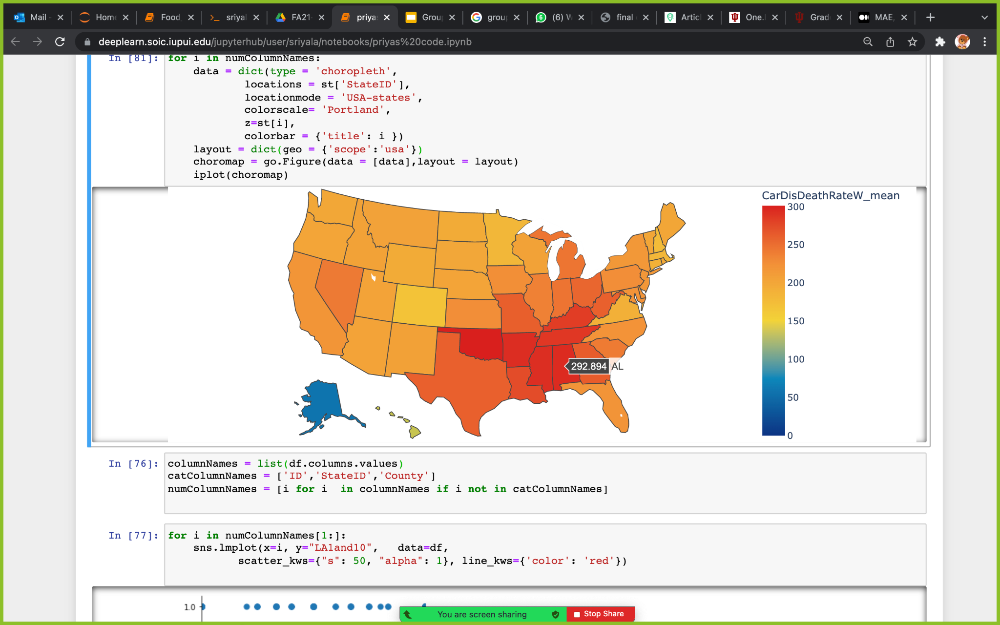 Mail - Home Food_ sriyal FA21- priyas Grou grou (6) W final Artic One. Grad MAE,
deeplearn.soic.iupui.edu/jupyterhub/user/sriyala/notebooks/priyas%20code.ipynb
In [81]: for i in numColumnNames:
data = dict(type = 'choropleth',
locations = st['StateID'],
locationmode = 'USA-states',
colorscale= 'Portland',
z=st[i],
colorbar = {'title': i })
layout = dict(geo = {'scope':'usa'})
choromap = go.Figure(data = [data],layout = layout)
iplot(choromap)
CarDisDeathRateW_mean
300
250
200
150
100
50
0
292.894 AL
In [76]: columnNames = list(df.columns.values)
catColumnNames = ['ID','StateID','County']
numColumnNames = [i for i  in columnNames if i not in catColumnNames]
In [77]: for i in numColumnNames[1:]:
sns.lmplot(x=i, y="LA1and10",   data=df,
scatter_kws={"s": 50, "alpha": 1}, line_kws={'color': 'red'})
1.0
You are screen sharing Stop Share